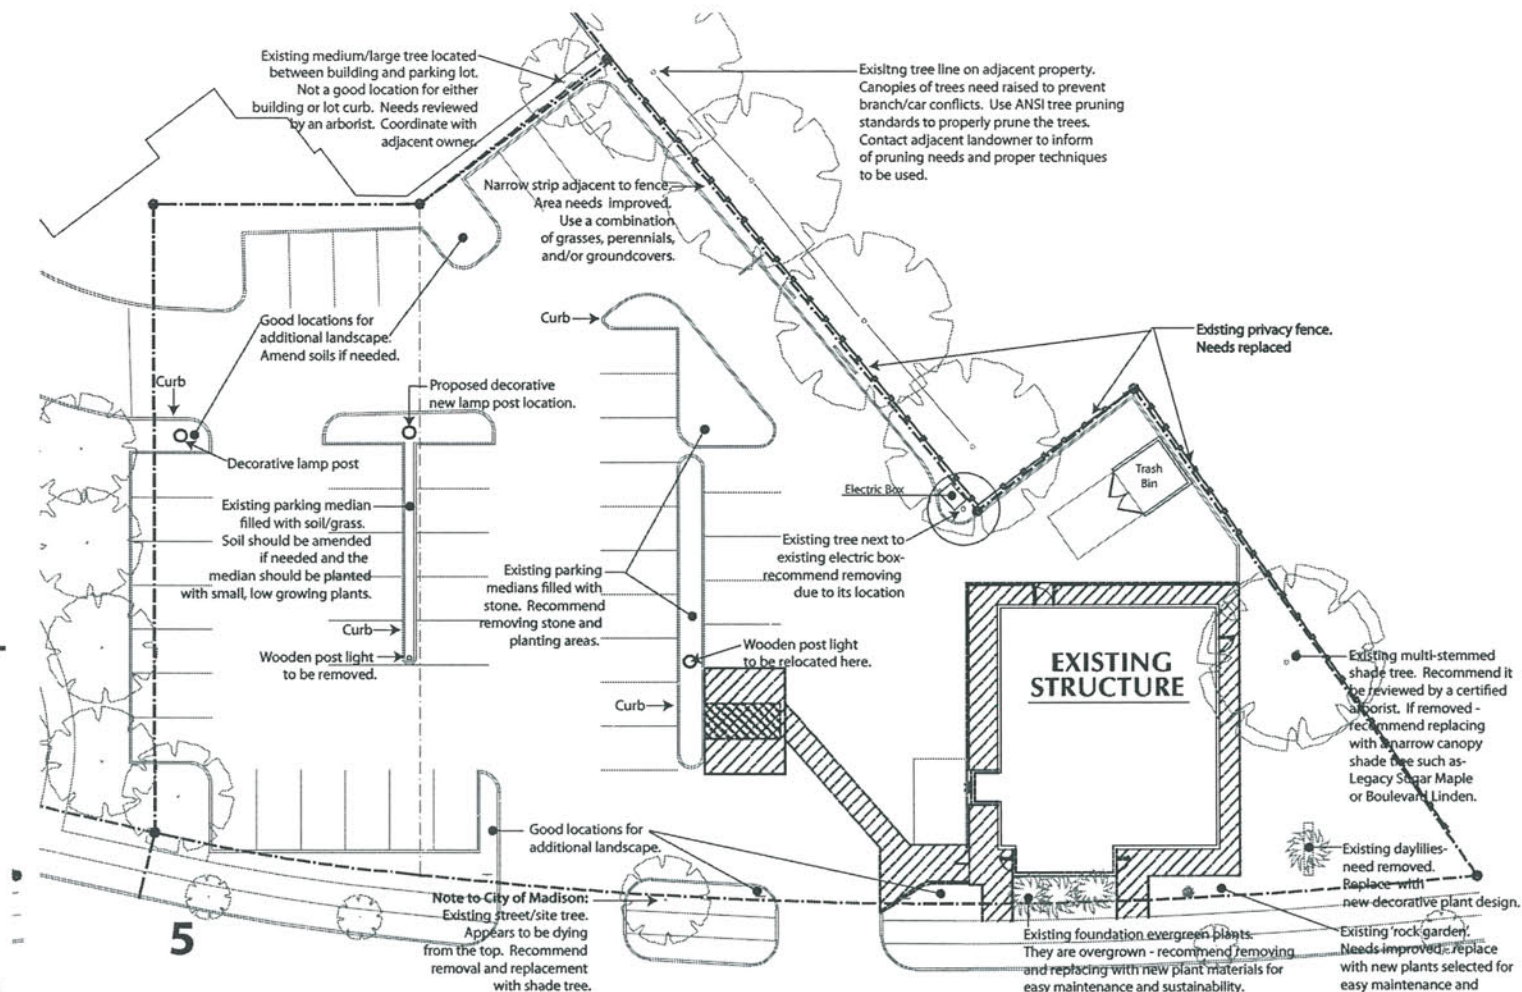 Existing medium/large tree located
between building and parking lot.
Not a good location for either
building or lot curb. Needs reviewed
by an arborist. Coordinate with
adjacent owner.
Exisitng tree line on adjacent property.
Canopies of trees need raised to prevent
branch/car conflicts. Use ANSI tree pruning
standards to properly prune the trees.
Contact adjacent landowner to inform
of pruning needs and proper techniques
to be used.
Narrow strip adjacent to fence.
Area needs improved.
Use a combination
of grasses, perennials,
and/or groundcovers.
Good locations for
additional landscape.
Amend soils if needed.
Curb
Existing privacy fence.
Needs replaced
Curb
Proposed decorative
new lamp post location.
Decorative lamp post
Trash
Bin
Electric Box
Existing parking median
filled with soil/grass.
Soil should be amended
if needed and the
median should be planted
with small, low growing plants.
Existing tree next to
existing electric box-
recommend removing
due to its location
Existing parking
medians filled with
stone. Recommend
removing stone and
planting areas.
Curb
Wooden post light
to be removed.
Wooden post light
to be relocated here.
EXISTING
STRUCTURE
Existing multi-stemmed
shade tree. Recommend it
be reviewed by a certified
arborist. If removed -
recommend replacing
with a narrow canopy
shade tree such as-
Legacy Sugar Maple
or Boulevard Linden.
Curb
Good locations for
additional landscape.
Existing daylilies-
need removed.
Replace with
new decorative plant design.
Note to City of Madison:
Existing street/site tree.
Appears to be dying
from the top. Recommend
removal and replacement
with shade tree.
5
Existing foundation evergreen plants.
They are overgrown - recommend removing
and replacing with new plant materials for
easy maintenance and sustainability.
Existing 'rock garden'.
Needs improved,- replace
with new plants selected for
easy maintenance and